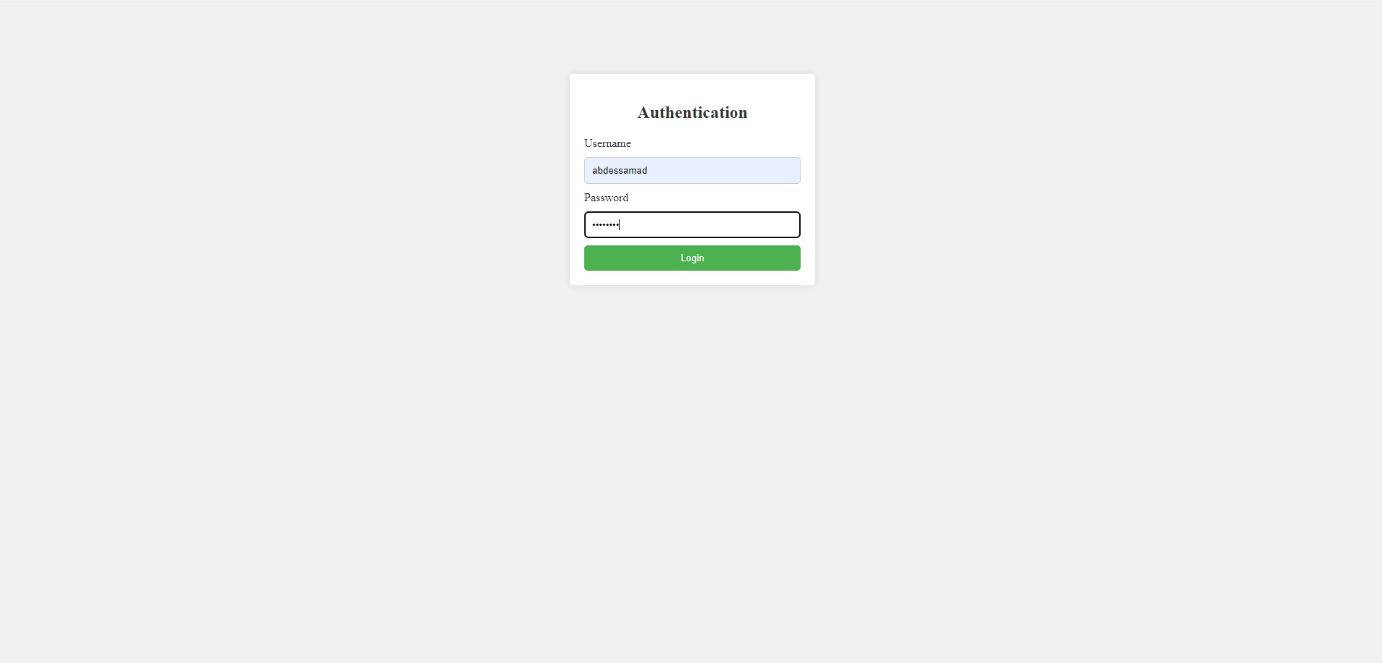 Authentication
Username
abdessamad
Password
••••••••
Login